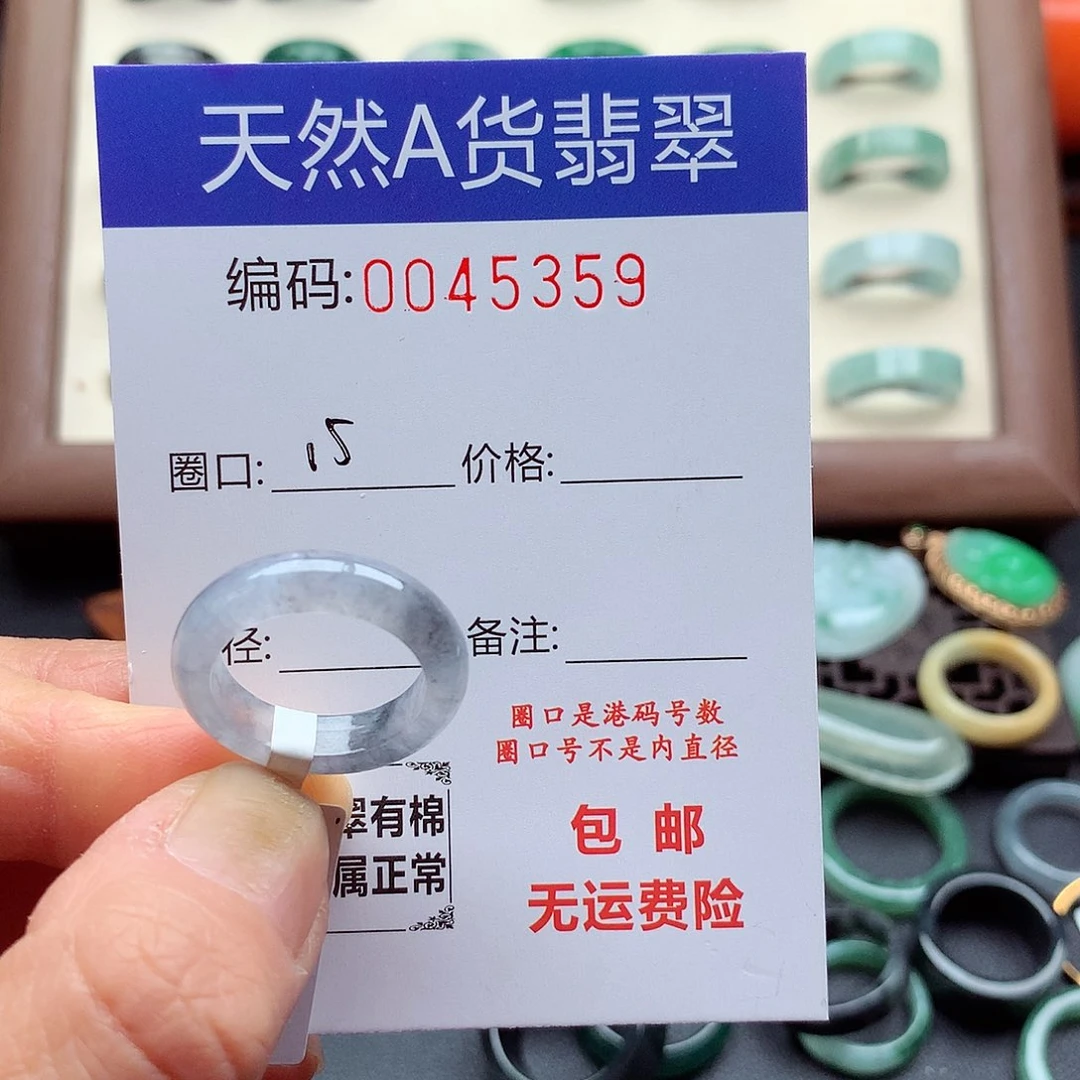 天然A货翡翠
编码:0045359
圈口: 15 价格:
径: 备注:
圈口是港码号数
圈口号不是内直径
翠有棉
属正常
包 邮
无运费险